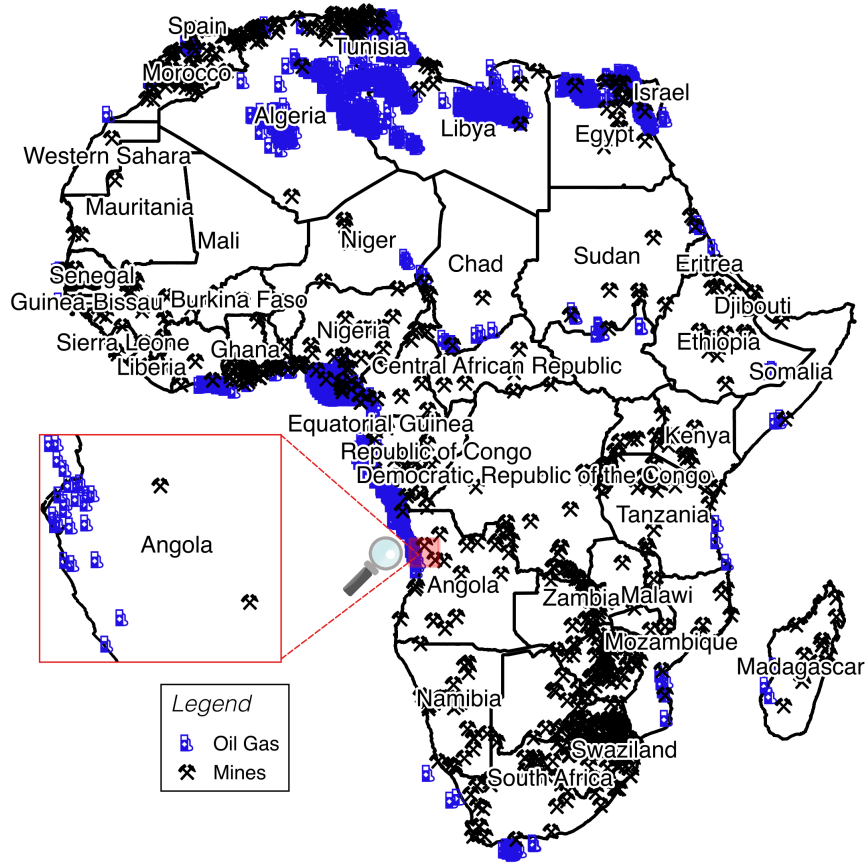 Spain
Tunisia
Morocco
Israel
Algeria
Libya
Egypt
Western Sahara
Mauritania
Mali
Niger
Chad
Sudan
Eritrea
Senegal
Guinea-Bissau
Burkina Faso
Djibouti
Nigeria
Sierra Leone
Ghana
Ethiopia
Liberia
Central African Republic
Somalia
Equatorial Guinea
Kenya
Republic of Congo
Democratic Republic of the Congo
Tanzania
Angola
Angola
Zambia
Malawi
Mozambique
Madagascar
Namibia
Swaziland
South Africa
Legend
Oil Gas
Mines